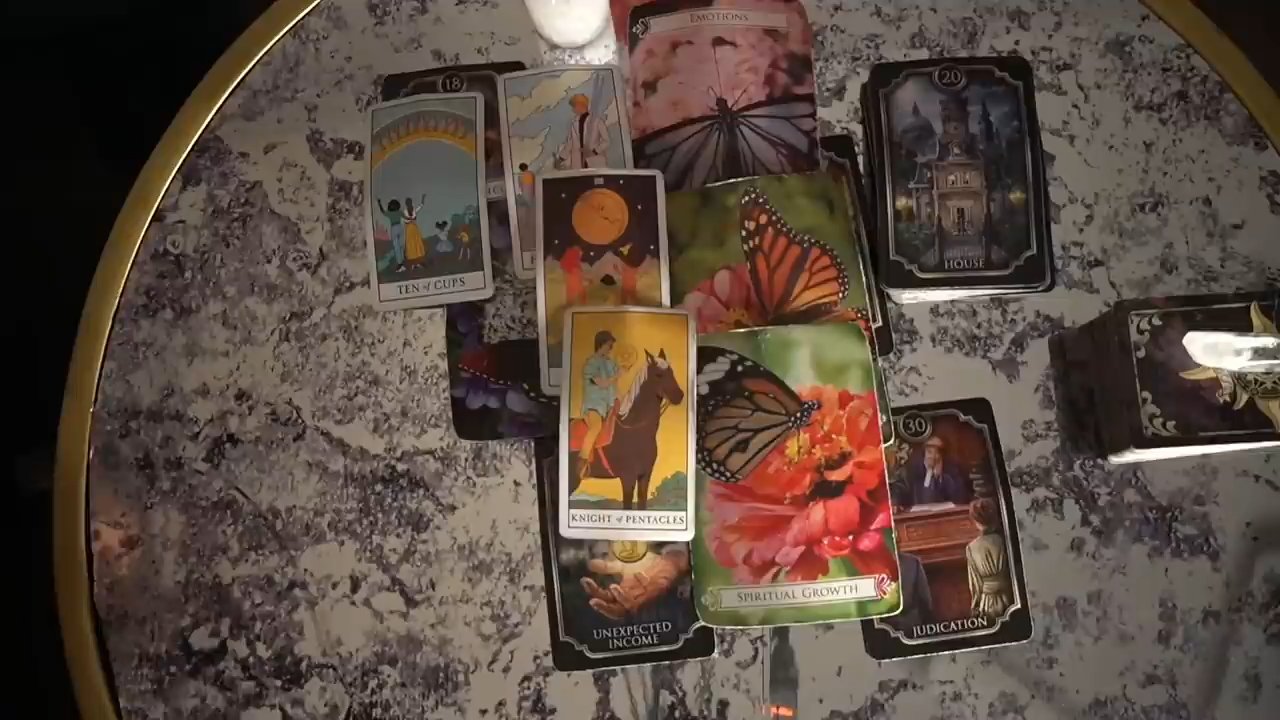 EMOTIONS
18
20
HOUSE
TEN of CUPS
30
KNIGHT of PENTACLES
SPIRITUAL GROWTH
JUDICATION
UNEXPECTED
INCOME